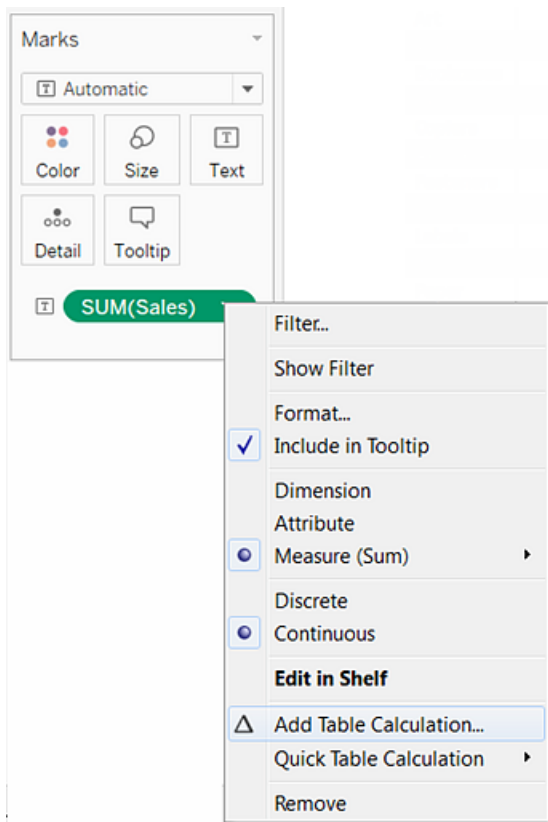 Marks
Automatic
Color Size Text
Detail Tooltip
SUM(Sales)
Filter...
Show Filter
Format...
Include in Tooltip
Dimension
Attribute
Measure (Sum)
Discrete
Continuous
Edit in Shelf
Add Table Calculation...
Quick Table Calculation
Remove